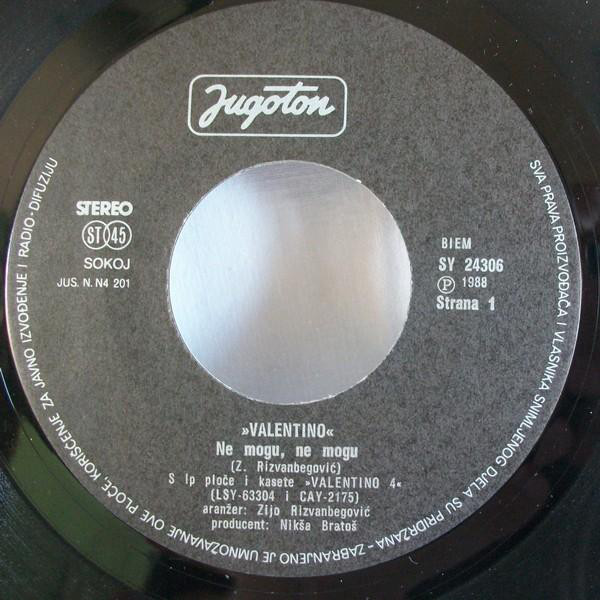 Jugoton
STEREO
ST 45
SOKOJ
JUS. N. N4 201
BIEM
SY 24306
Ⓟ 1988
Strana 1
»VALENTINO«
Ne mogu, ne mogu
(Z. Rizvanbegović)
S lp ploče i kasete »VALENTINO 4«
(LSY-63304 i CAY-2175)
aranžer: Zijo Rizvanbegović
producent: Nikša Bratoš
SVA PRAVA PROIZVOĐAČA I VLASNIKA SNIMLJENOG DJELA SU PRIDRŽANA – ZABRANJENO JE UMNOŽAVANJE OVE PLOČE, KORIŠĆENJE ZA JAVNO IZVOĐENJE I RADIO-DIFUZIJU